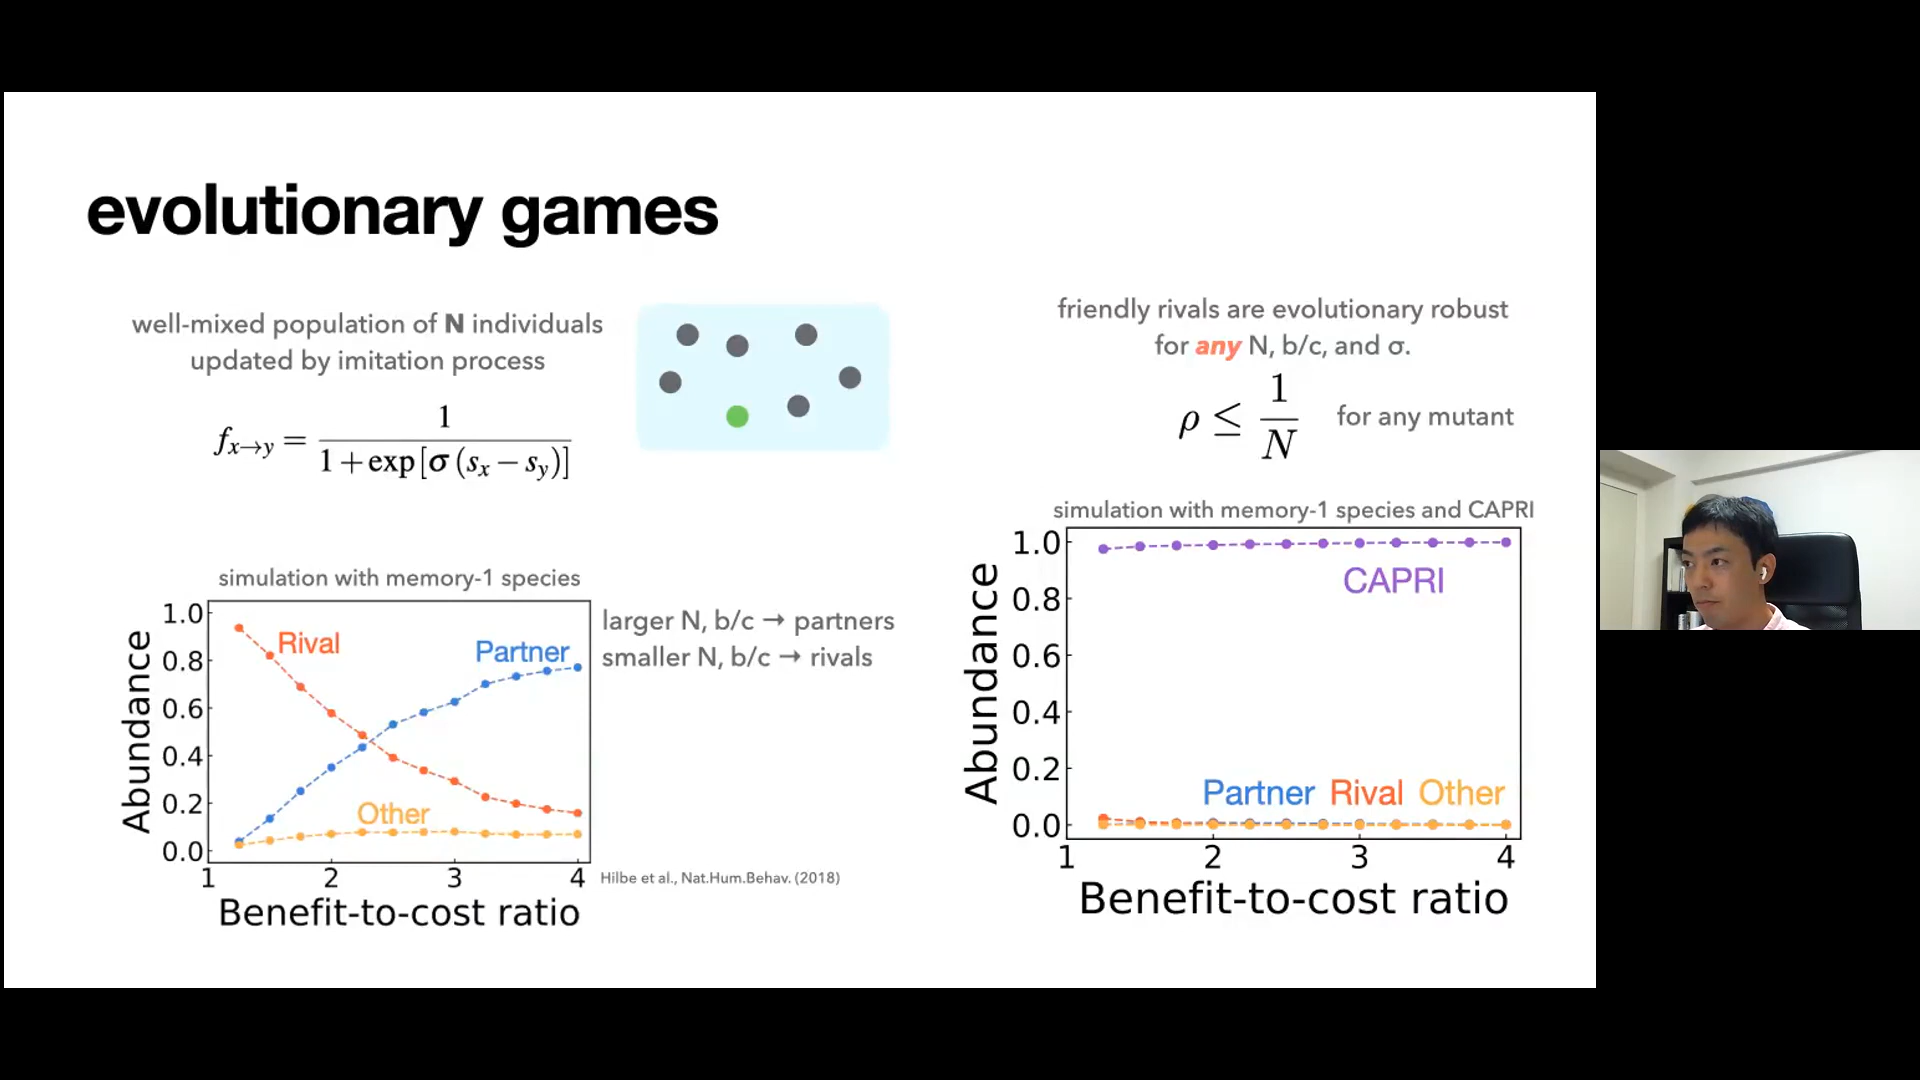 evolutionary games
well-mixed population of N individuals
updated by imitation process
f_{x→y} = 1 / (1 + exp[σ(s_x − s_y)])
simulation with memory-1 species
1.0
0.8
0.6
0.4
0.2
0.0
Abundance
Rival
Partner
Other
1 2 3 4
Benefit-to-cost ratio
larger N, b/c → partners
smaller N, b/c → rivals
Hilbe et al., Nat.Hum.Behav. (2018)
friendly rivals are evolutionary robust
for any N, b/c, and σ.
ρ ≤ 1/N for any mutant
simulation with memory-1 species and CAPRI
1.0
0.8
0.6
0.4
0.2
0.0
Abundance
CAPRI
Partner Rival Other
1 2 3 4
Benefit-to-cost ratio